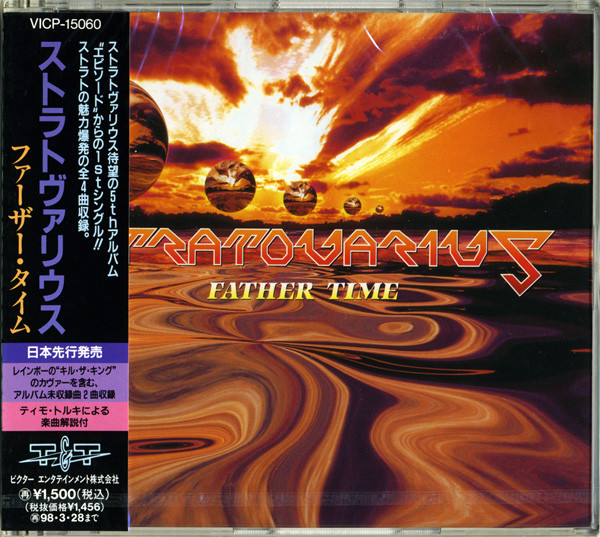 VICP-15060
ストラトヴァリウス
ファーザー・タイム
ストラトヴァリウス待望の5thアルバム
“エピソード”からの1stシングル!!
ストラトの魅力爆発の全4曲収録。
日本先行発売
レインボーの“キル・ザ・キング”
のカヴァーを含む、
アルバム未収録曲2曲収録
ティモ・トルキによる
楽曲解説付
T&T
ビクター エンタテインメント株式会社
再¥1,500(税込)
(税抜価格¥1,456)
再98・3・28まで
TRATOVARIUS
FATHER TIME